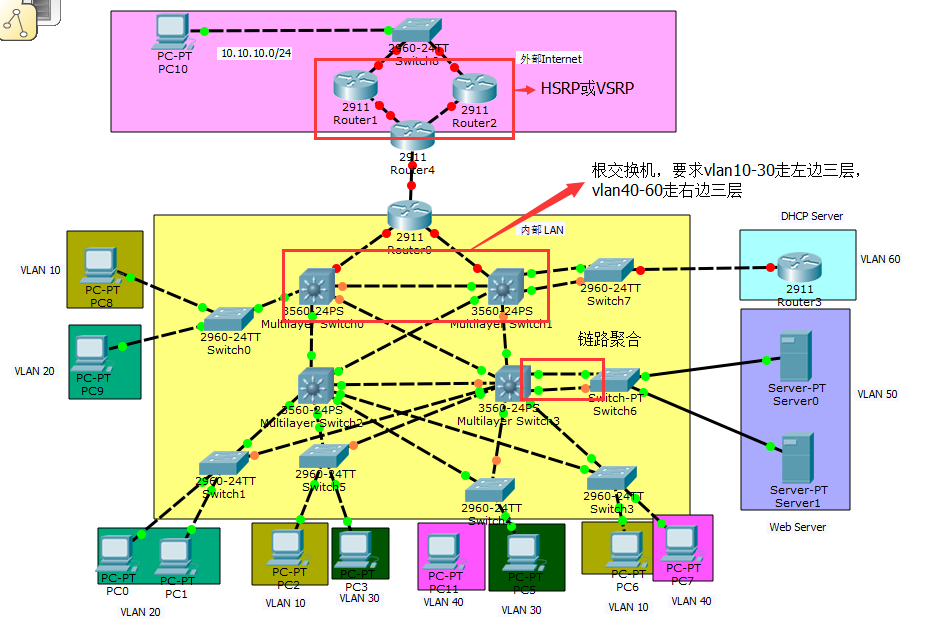 PC-PT
PC10
10.10.10.0/24
2960-24TT
Switch8
外部Internet
2911
Router1
2911
Router2
HSRP或VSRP
2911
Router4
根交换机，要求vlan10-30走左边三层，
vlan40-60走右边三层
2911
Router0
内部LAN
DHCP Server
VLAN 10
PC-PT
PC8
3560-24PS
Multilayer Switch0
3560-24PS
Multilayer Switch1
2960-24TT
Switch7
2911
Router3
VLAN 60
2960-24TT
Switch0
VLAN 20
PC-PT
PC9
链路聚合
3560-24PS
Multilayer Switch2
3560-24PS
Multilayer Switch3
Switch-PT
Switch6
Server-PT
Server0
VLAN 50
2960-24TT
Switch1
2960-24TT
Switch5
2960-24TT
2960-24TT
Switch3
Server-PT
Server1
Web Server
PC-PT
PC0
PC-PT
PC1
VLAN 20
PC-PT
PC2
VLAN 10
PC-PT
PC3
VLAN 30
PC-PT
PC11
VLAN 40
PC-PT
PC5
VLAN 30
PC-PT
PC6
VLAN 10
PC-PT
PC7
VLAN 40